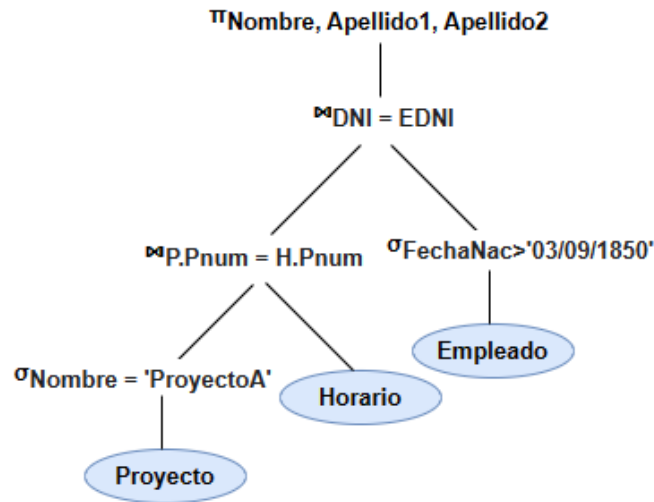 πNombre, Apellido1, Apellido2
⋈DNI = EDNI
⋈P.Pnum = H.Pnum
σFechaNac>'03/09/1850'
Empleado
σNombre = 'ProyectoA'
Horario
Proyecto